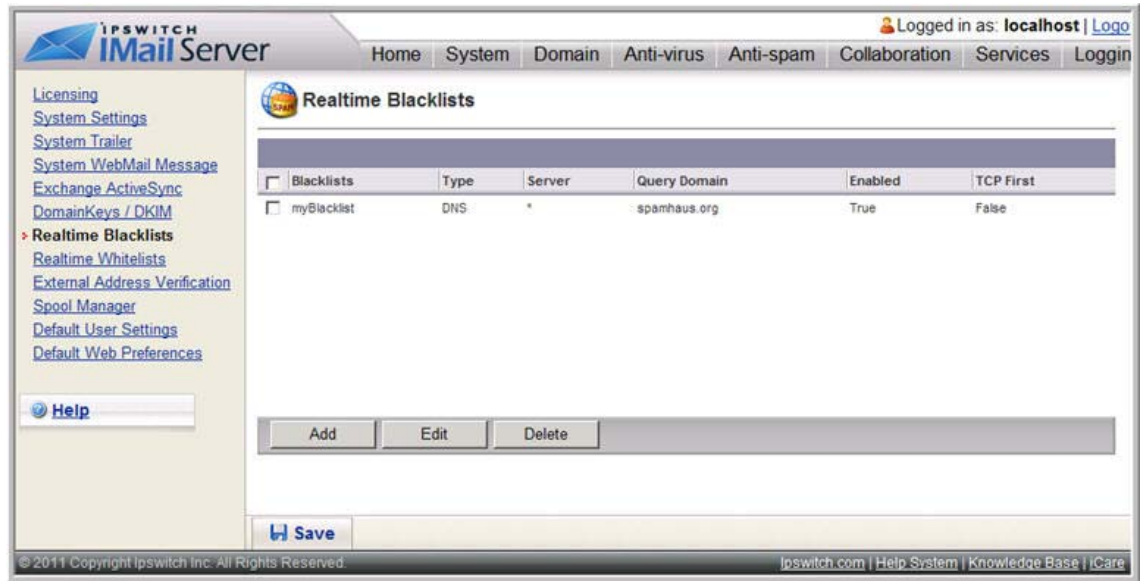 IPSWITCH
IMail Server
Logged in as: localhost | Logo
Home System Domain Anti-virus Anti-spam Collaboration Services Loggin
Licensing
System Settings
System Trailer
System WebMail Message
Exchange ActiveSync
DomainKeys / DKIM
Realtime Blacklists
Realtime Whitelists
External Address Verification
Spool Manager
Default User Settings
Default Web Preferences
Help
SPAM
Realtime Blacklists
Blacklists Type Server Query Domain Enabled TCP First
myBlacklist DNS * spamhaus.org True False
Add Edit Delete
Save
© 2011 Copyright Ipswitch Inc. All Rights Reserved.
Ipswitch.com | Help System | Knowledge Base | iCare